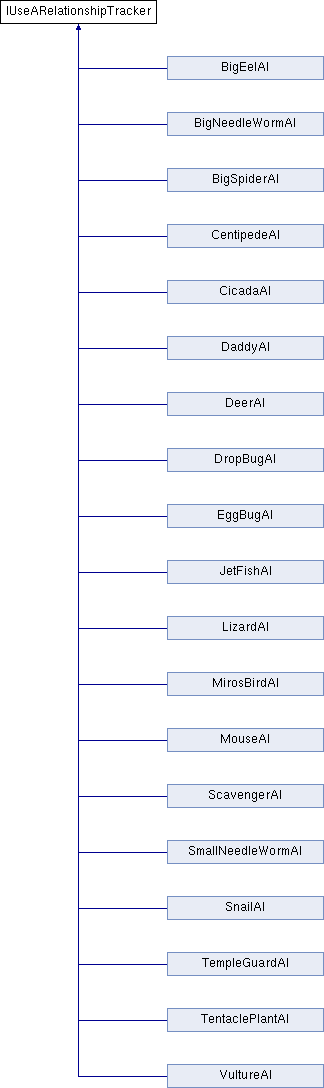 IUseARelationshipTracker
BigEelAI
BigNeedleWormAI
BigSpiderAI
CentipedeAI
CicadaAI
DaddyAI
DeerAI
DropBugAI
EggBugAI
JetFishAI
LizardAI
MirosBirdAI
MouseAI
ScavengerAI
SmallNeedleWormAI
SnailAI
TempleGuardAI
TentaclePlantAI
VultureAI